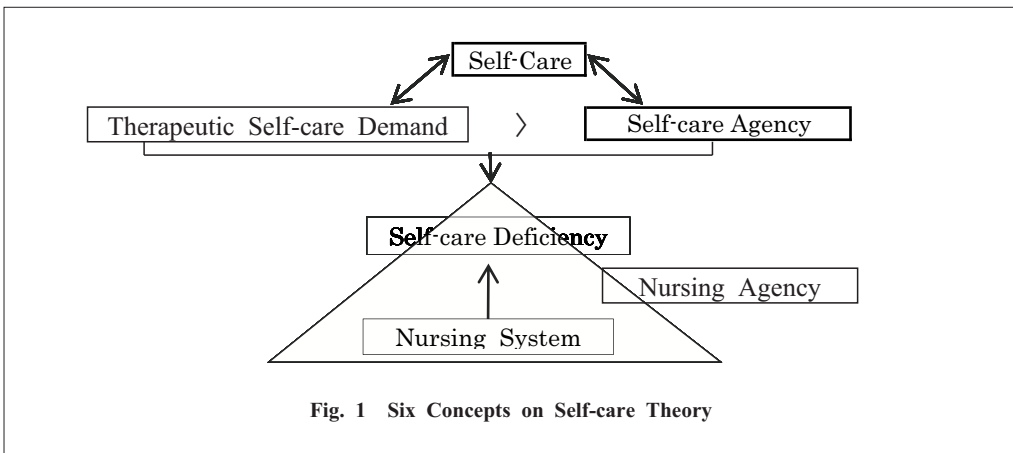 Self-Care
Therapeutic Self-care Demand 〉 Self-care Agency
Self-care Deficiency
Nursing Agency
Nursing System
Fig. 1 Six Concepts on Self-care Theory